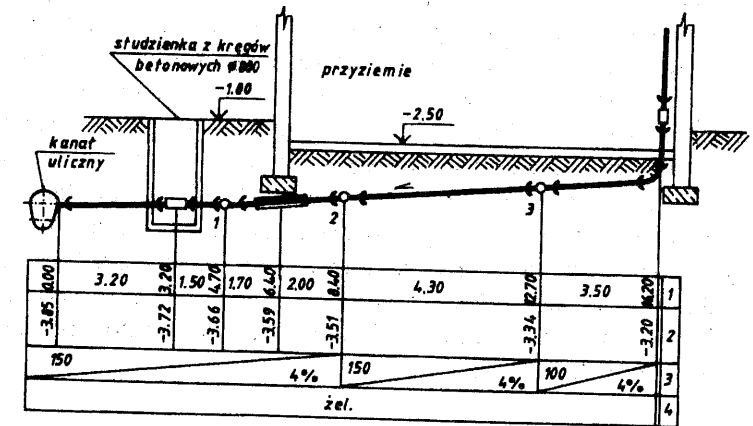 studzienka z kręgów
betonowych ø800
przyziemie
-1.80
-2.50
kanał
uliczny
1
2
3
0.00 3.20 3.20 1.50 4.70 1.70 6.40 2.00 8.40 4.30 12.70 3.50 16.20 1
-3.85 -3.72 -3.66 -3.59 -3.51 -3.34 -3.20 2
150 4‰ 150 4‰ 100 4‰ 3
żel. 4